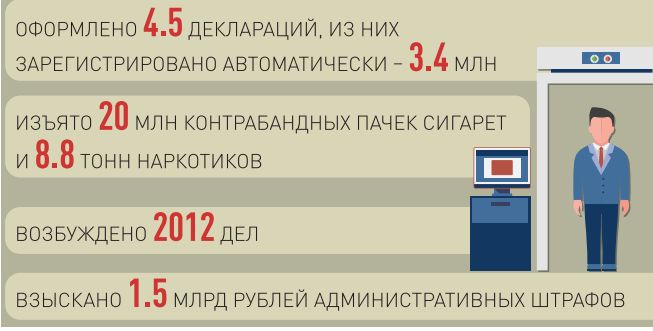 ОФОРМЛЕНО 4.5 ДЕКЛАРАЦИЙ, ИЗ НИХ
ЗАРЕГИСТРИРОВАНО АВТОМАТИЧЕСКИ – 3.4 МЛН
ИЗЪЯТО 20 МЛН КОНТРАБАНДНЫХ ПАЧЕК СИГАРЕТ
И 8.8 ТОНН НАРКОТИКОВ
ВОЗБУЖДЕНО 2012 ДЕЛ
ВЗЫСКАНО 1.5 МЛРД РУБЛЕЙ АДМИНИСТРАТИВНЫХ ШТРАФОВ